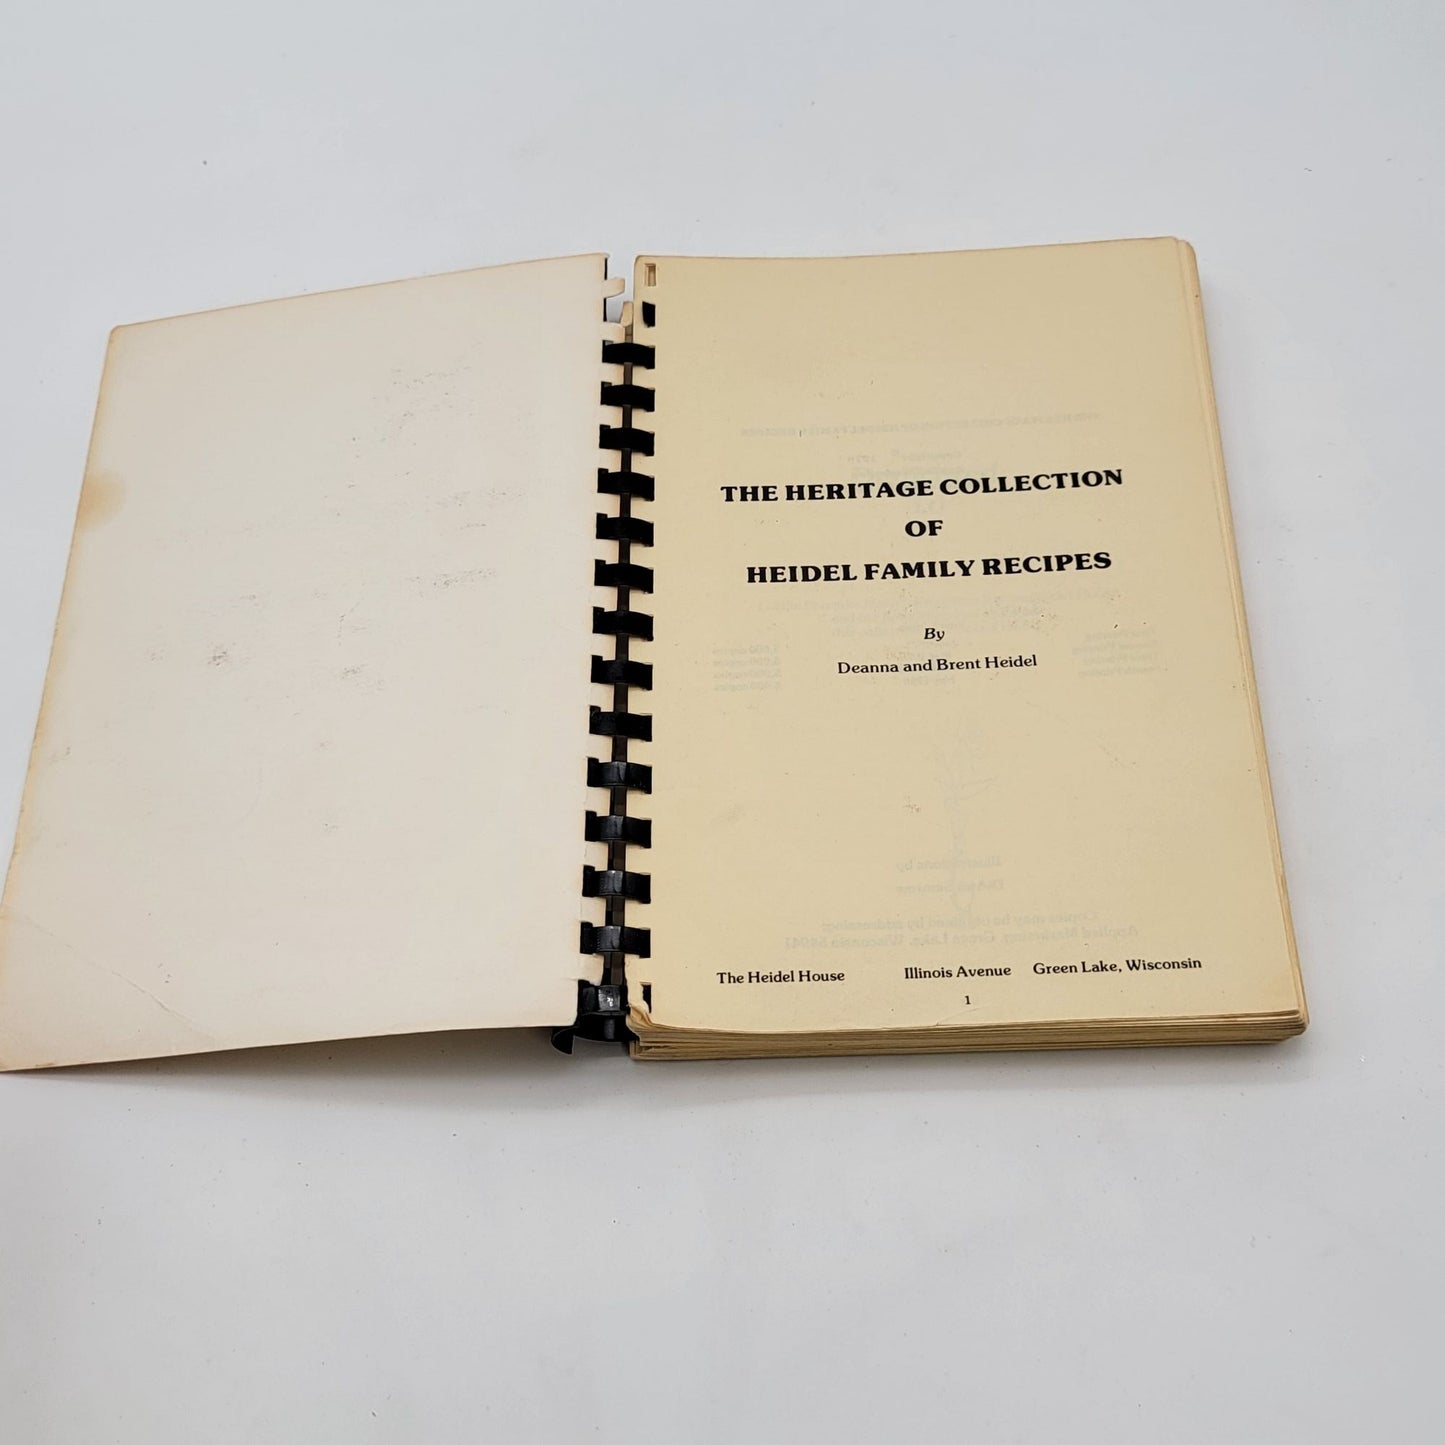 THE HERITAGE COLLECTION
OF
HEIDEL FAMILY RECIPES
By
Deanna and Brent Heidel
The Heidel House Illinois Avenue Green Lake, Wisconsin
1